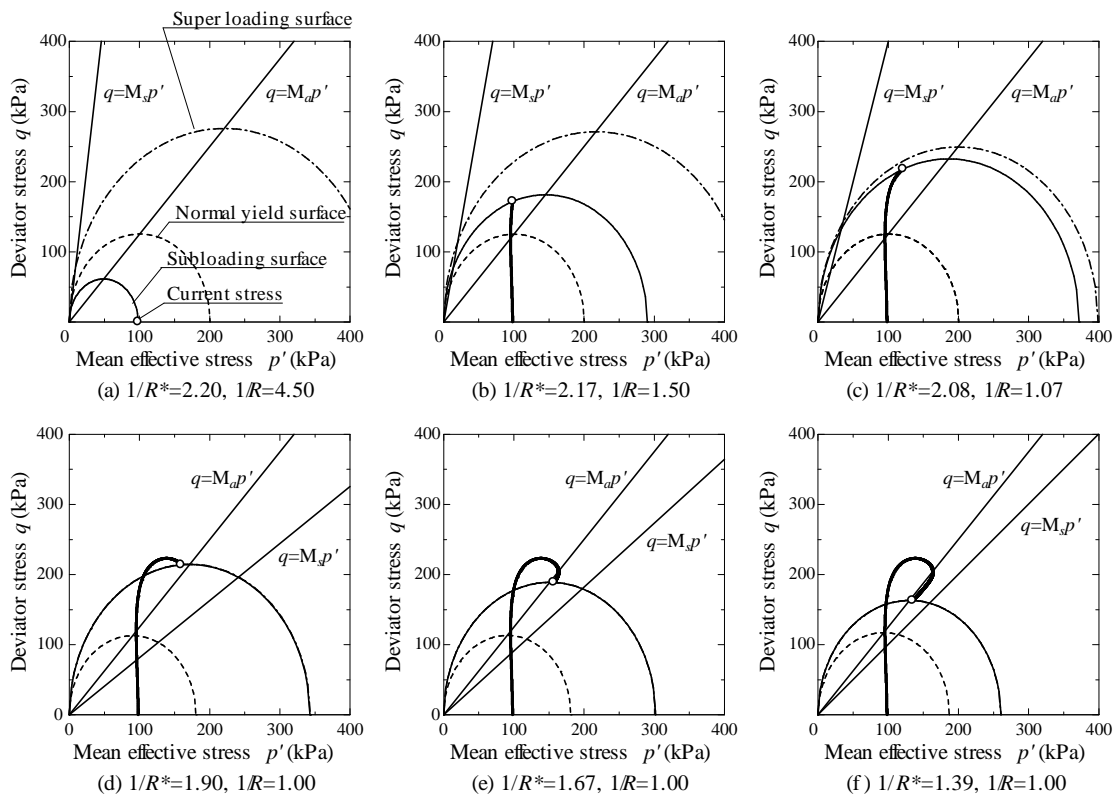 Super loading surface
400
300
200
100
0
0 100 200 300 400
q=Msp'
q=Map'
Normal yield surface
Subloading surface
Current stress
Deviator stress q (kPa)
Mean effective stress p' (kPa)
(a) 1/R*=2.20, 1/R=4.50
400
300
200
100
0
0 100 200 300 400
q=Msp'
q=Map'
Deviator stress q (kPa)
Mean effective stress p' (kPa)
(b) 1/R*=2.17, 1/R=1.50
400
300
200
100
0
0 100 200 300 400
q=Msp'
q=Map'
Deviator stress q (kPa)
Mean effective stress p' (kPa)
(c) 1/R*=2.08, 1/R=1.07
400
300
200
100
0
0 100 200 300 400
q=Map'
q=Msp'
Deviator stress q (kPa)
Mean effective stress p' (kPa)
(d) 1/R*=1.90, 1/R=1.00
400
300
200
100
0
0 100 200 300 400
q=Map'
q=Msp'
Deviator stress q (kPa)
Mean effective stress p' (kPa)
(e) 1/R*=1.67, 1/R=1.00
400
300
200
100
0
0 100 200 300 400
q=Map'
q=Msp'
Deviator stress q (kPa)
Mean effective stress p' (kPa)
(f) 1/R*=1.39, 1/R=1.00